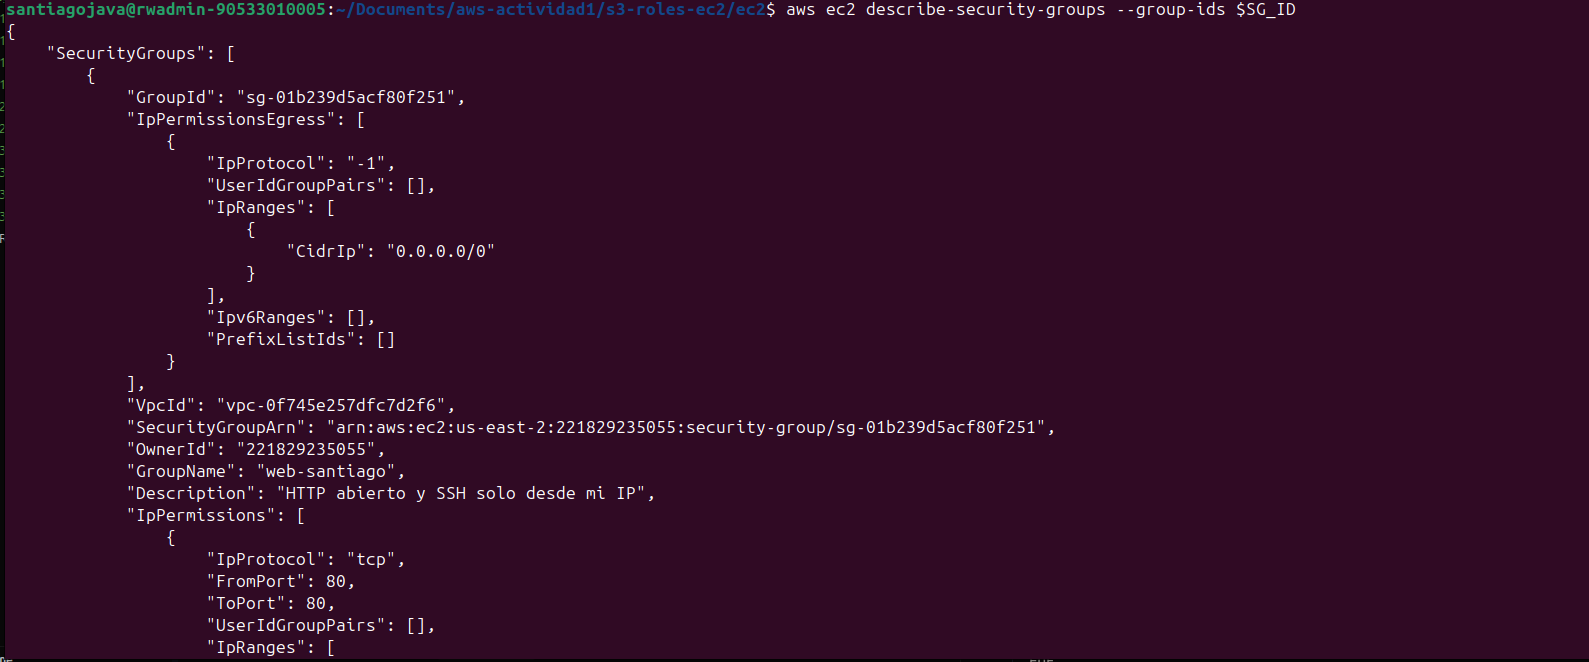 santiagojava@rwadmin-90533010005:~/Documents/aws-actividad1/s3-roles-ec2/ec2$ aws ec2 describe-security-groups --group-ids $SG_ID
{
    "SecurityGroups": [
        {
            "GroupId": "sg-01b239d5acf80f251",
            "IpPermissionsEgress": [
                {
                    "IpProtocol": "-1",
                    "UserIdGroupPairs": [],
                    "IpRanges": [
                        {
                            "CidrIp": "0.0.0.0/0"
                        }
                    ],
                    "Ipv6Ranges": [],
                    "PrefixListIds": []
                }
            ],
            "VpcId": "vpc-0f745e257dfc7d2f6",
            "SecurityGroupArn": "arn:aws:ec2:us-east-2:221829235055:security-group/sg-01b239d5acf80f251",
            "OwnerId": "221829235055",
            "GroupName": "web-santiago",
            "Description": "HTTP abierto y SSH solo desde mi IP",
            "IpPermissions": [
                {
                    "IpProtocol": "tcp",
                    "FromPort": 80,
                    "ToPort": 80,
                    "UserIdGroupPairs": [],
                    "IpRanges": [